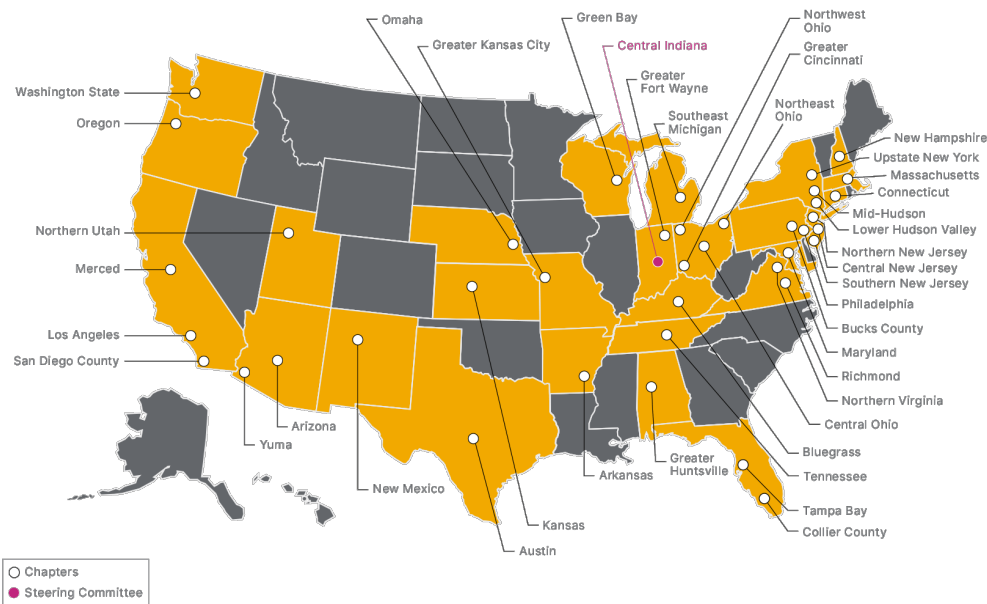 Omaha
Greater Kansas City
Green Bay
Central Indiana
Greater
Fort Wayne
Southeast
Michigan
Northwest
Ohio
Greater
Cincinnati
Northeast
Ohio
New Hampshire
Upstate New York
Massachusetts
Connecticut
Mid-Hudson
Lower Hudson Valley
Northern New Jersey
Central New Jersey
Southern New Jersey
Philadelphia
Bucks County
Maryland
Richmond
Northern Virginia
Central Ohio
Bluegrass
Tennessee
Tampa Bay
Collier County
Washington State
Oregon
Northern Utah
Merced
Los Angeles
San Diego County
Yuma
Arizona
New Mexico
Austin
Kansas
Arkansas
Greater
Huntsville
Chapters
Steering Committee